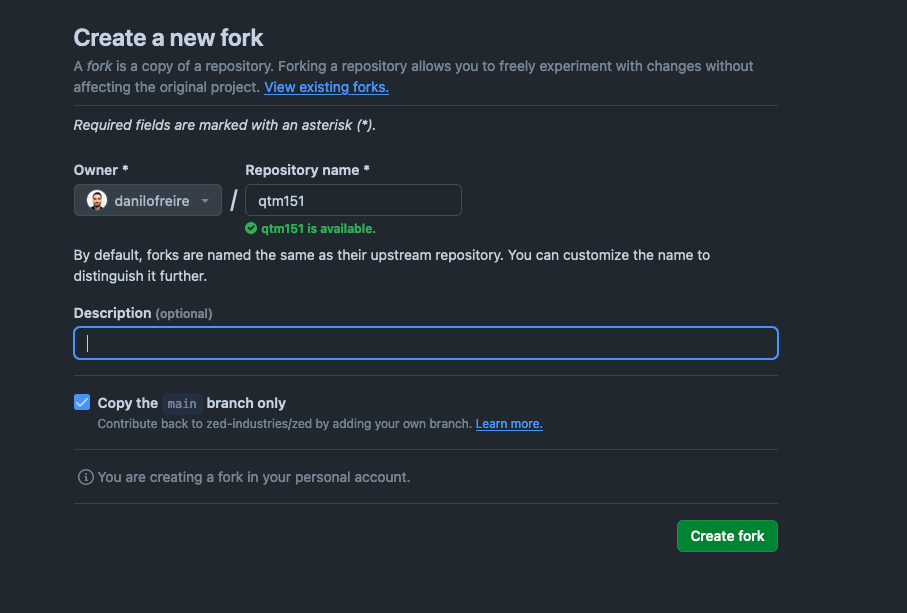 Create a new fork
A fork is a copy of a repository. Forking a repository allows you to freely experiment with changes without
affecting the original project. View existing forks.
Required fields are marked with an asterisk (*).
Owner *
Repository name *
danilofreire
/
qtm151
qtm151 is available.
By default, forks are named the same as their upstream repository. You can customize the name to
distinguish it further.
Description (optional)
Copy the main branch only
Contribute back to zed-industries/zed by adding your own branch. Learn more.
You are creating a fork in your personal account.
Create fork